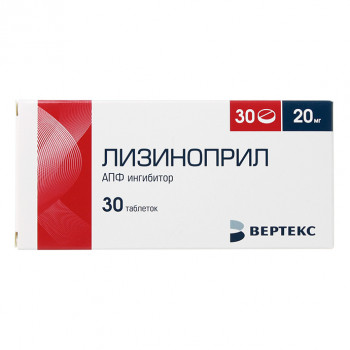 30 20 мг
ЛИЗИНОПРИЛ
АПФ ингибитор
30 таблеток
ВЕРТЕКС